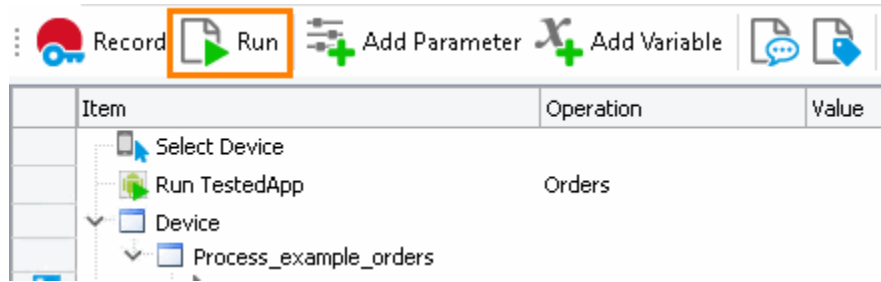 Record Run Add Parameter Add Variable
Item Operation Value
Select Device
Run TestedApp Orders
Device
Process_example_orders